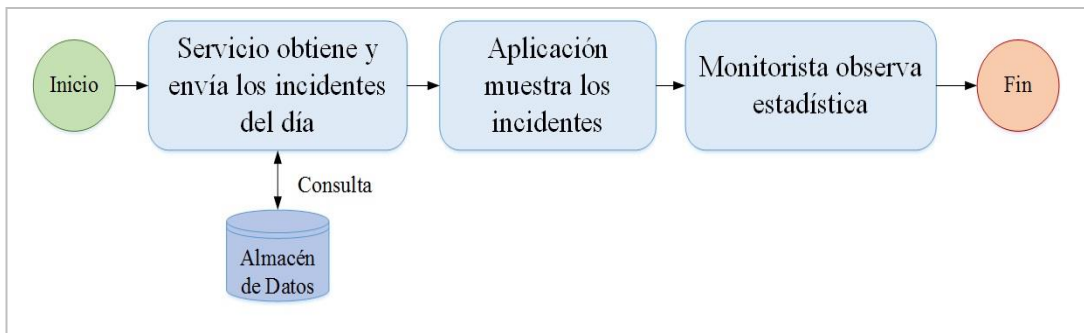 Inicio
Servicio obtiene y
envía los incidentes
del día
Aplicación
muestra los
incidentes
Monitorista observa
estadística
Fin
Consulta
Almacén
de Datos